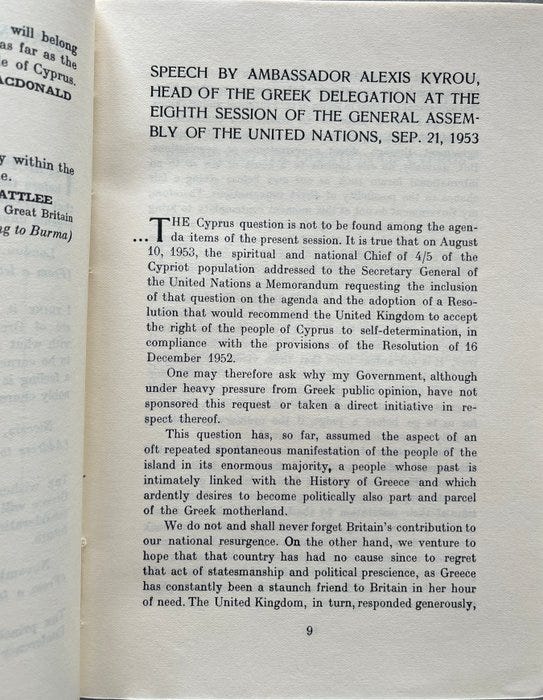 will belong
as far as the
e of Cyprus.
ACDONALD
y within the
e.
ATTLEE
Great Britain
ng to Burma)
SPEECH BY AMBASSADOR ALEXIS KYROU,
HEAD OF THE GREEK DELEGATION AT THE
EIGHTH SESSION OF THE GENERAL ASSEM-
BLY OF THE UNITED NATIONS, SEP. 21, 1953
...THE Cyprus question is not to be found among the agen-
da items of the present session. It is true that on August
10, 1953, the spiritual and national Chief of 4/5 of the
Cypriot population addressed to the Secretary General of
the United Nations a Memorandum requesting the inclusion
of that question on the agenda and the adoption of a Reso-
lution that would recommend the United Kingdom to accept
the right of the people of Cyprus to self-determination, in
compliance with the provisions of the Resolution of 16
December 1952.
One may therefore ask why my Government, although
under heavy pressure from Greek public opinion, have not
sponsored this request or taken a direct initiative in re-
spect thereof.
This question has, so far, assumed the aspect of an
oft repeated spontaneous manifestation of the people of the
island in its enormous majority, a people whose past is
intimately linked with the History of Greece and which
ardently desires to become politically also part and parcel
of the Greek motherland.
We do not and shall never forget Britain's contribution to
our national resurgence. On the other hand, we venture to
hope that that country has had no cause since to regret
that act of statesmanship and political prescience, as Greece
has constantly been a staunch friend to Britain in her hour
of need. The United Kingdom, in turn, responded generously,
9